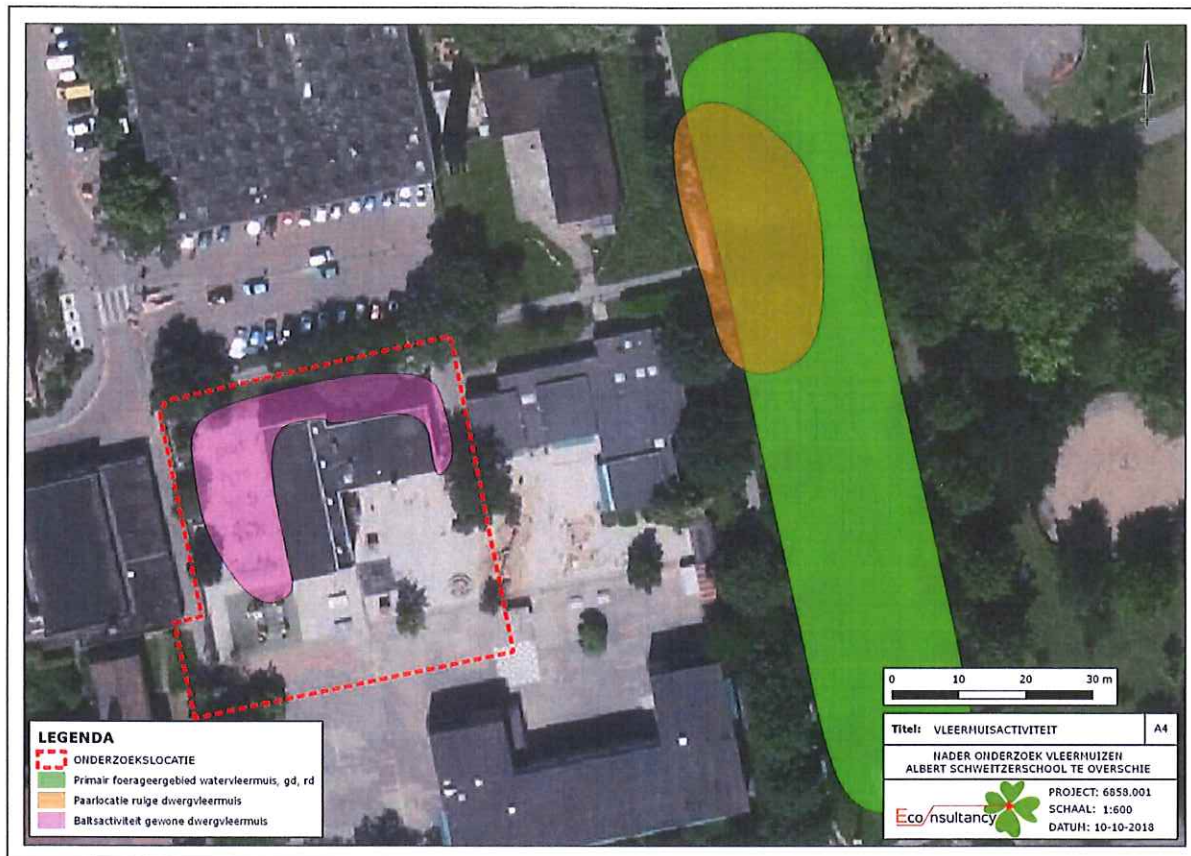 LEGENDA
ONDERZOEKSLOCATIE
Primair foerageergebied watervleermuis, gd, rd
Paarlocatie ruige dwergvleermuis
Baltsactiviteit gewone dwergvleermuis
0 10 20 30 m
Titel: VLEERMUISACTIVITEIT A4
NADER ONDERZOEK VLEERMUIZEN
ALBERT SCHWEITZERSCHOOL TE OVERSCHIE
Econsultancy
PROJECT: 6858.001
SCHAAL: 1:600
DATUM: 10-10-2018